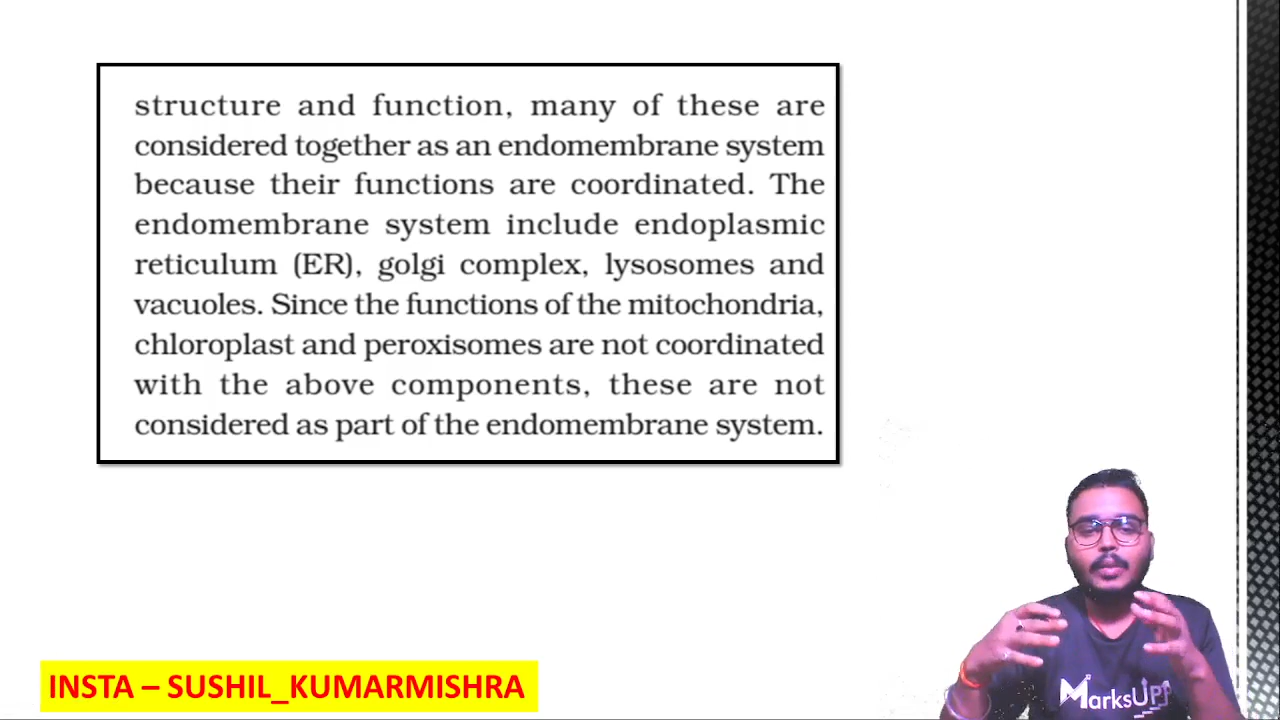 structure and function, many of these are
considered together as an endomembrane system
because their functions are coordinated. The
endomembrane system include endoplasmic
reticulum (ER), golgi complex, lysosomes and
vacuoles. Since the functions of the mitochondria,
chloroplast and peroxisomes are not coordinated
with the above components, these are not
considered as part of the endomembrane system.
MarksUp
INSTA – SUSHIL_KUMARMISHRA